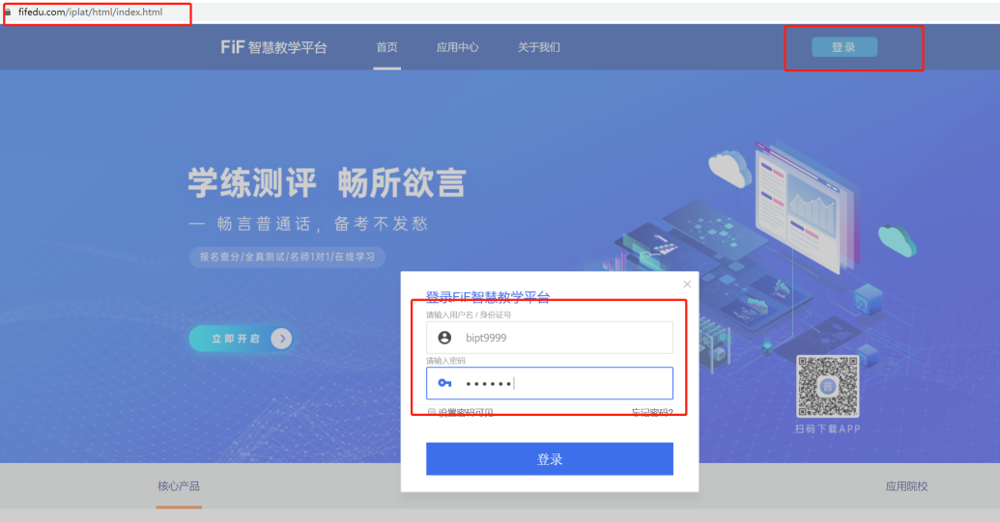 fifedu.com/iplat/html/index.html
FiF 智慧教学平台
首页
应用中心
关于我们
登录
学练测评 畅所欲言
— 畅言普通话，备考不发愁
报名查分/全真测试/名师1对1/在线学习
立即开启
登录FiF智慧教学平台
请输入用户名 / 身份证号
bipt9999
请输入密码
••••••
设置密码可见
忘记密码?
登录
普
扫码下载APP
核心产品
应用院校